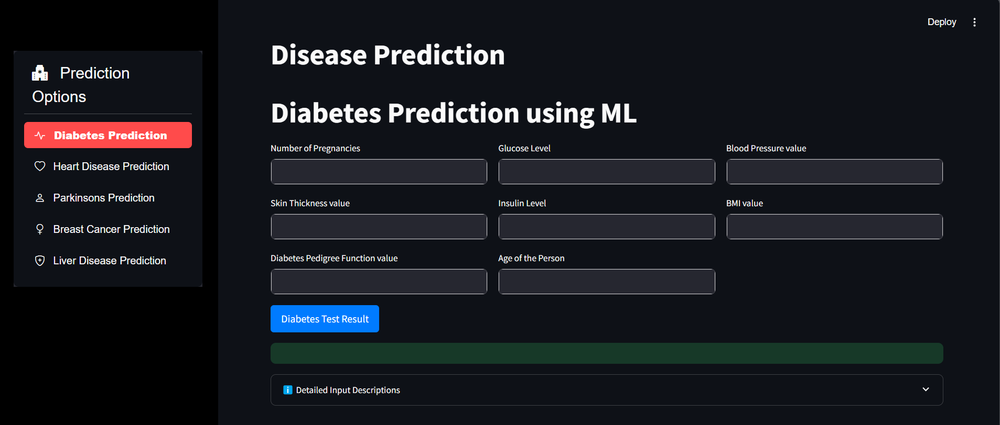 Prediction
Options
Diabetes Prediction
Heart Disease Prediction
Parkinsons Prediction
Breast Cancer Prediction
Liver Disease Prediction
Deploy
Disease Prediction
Diabetes Prediction using ML
Number of Pregnancies
Glucose Level
Blood Pressure value
Skin Thickness value
Insulin Level
BMI value
Diabetes Pedigree Function value
Age of the Person
Diabetes Test Result
Detailed Input Descriptions